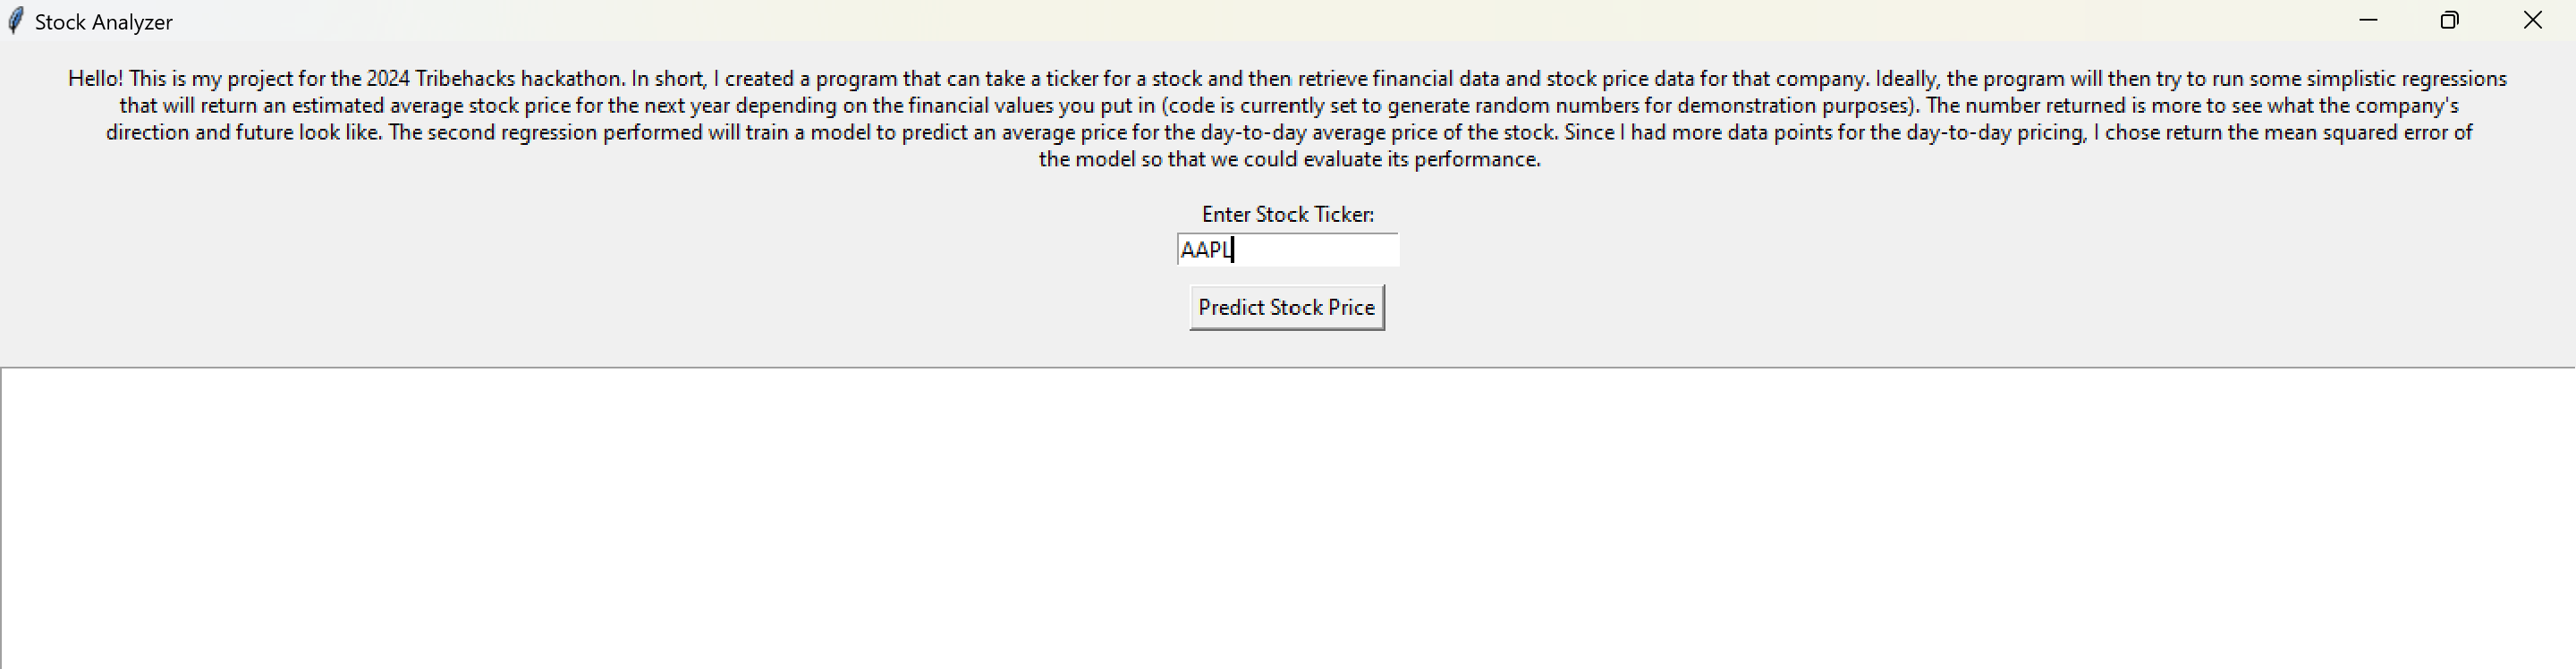 Stock Analyzer
Hello! This is my project for the 2024 Tribehacks hackathon. In short, I created a program that can take a ticker for a stock and then retrieve financial data and stock price data for that company. Ideally, the program will then try to run some simplistic regressions
that will return an estimated average stock price for the next year depending on the financial values you put in (code is currently set to generate random numbers for demonstration purposes). The number returned is more to see what the company's
direction and future look like. The second regression performed will train a model to predict an average price for the day-to-day average price of the stock. Since I had more data points for the day-to-day pricing, I chose return the mean squared error of
the model so that we could evaluate its performance.
Enter Stock Ticker:
AAPL
Predict Stock Price